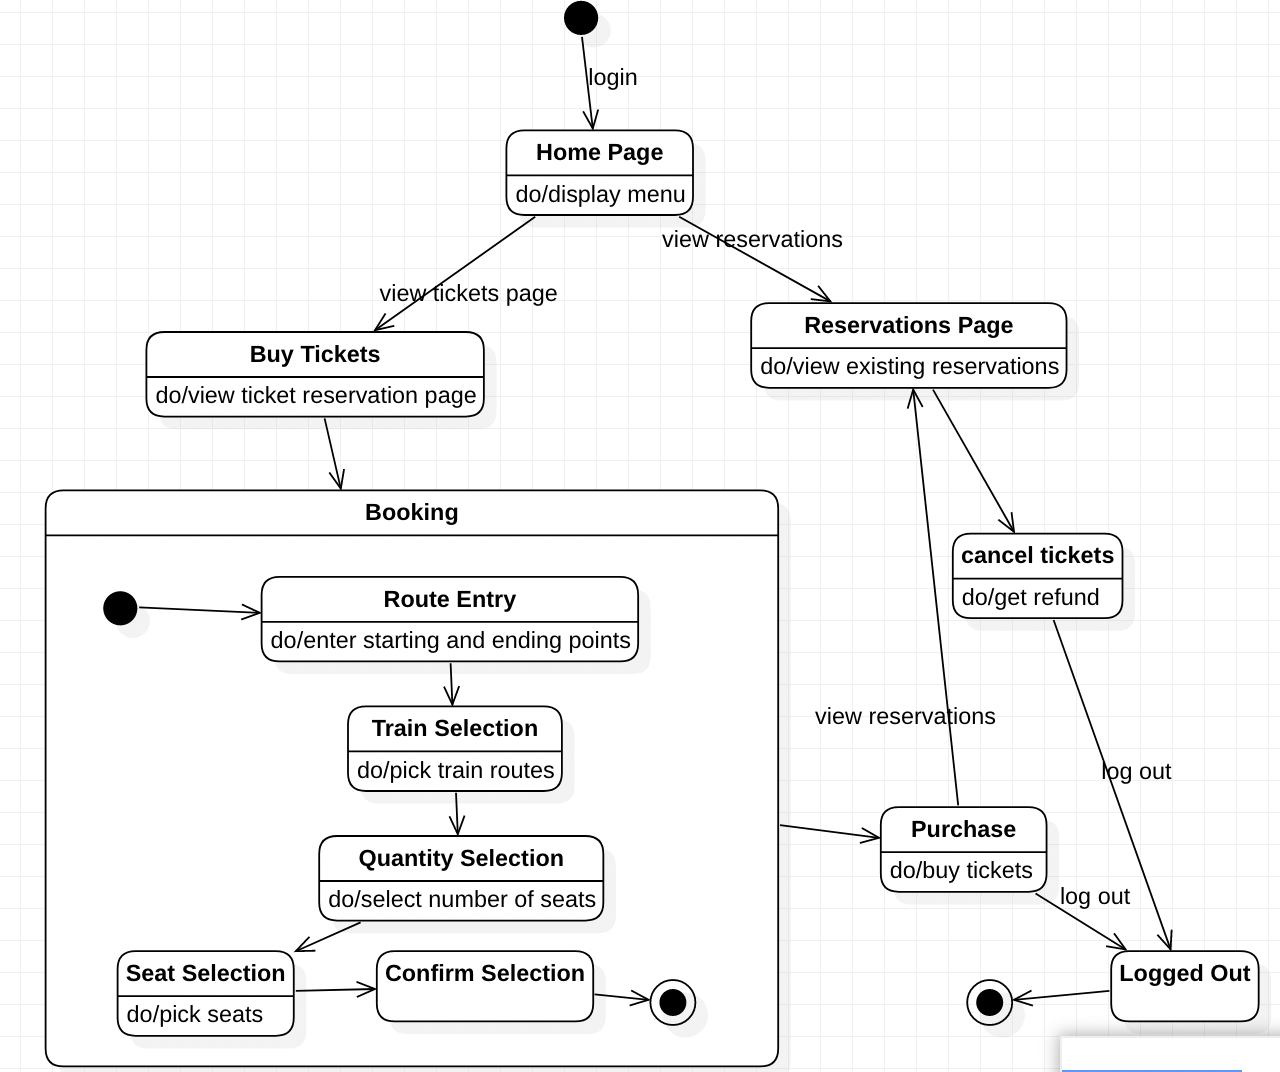 login
Home Page
do/display menu
view reservations
view tickets page
Reservations Page
do/view existing reservations
Buy Tickets
do/view ticket reservation page
Booking
cancel tickets
do/get refund
Route Entry
do/enter starting and ending points
Train Selection
do/pick train routes
view reservations
log out
Purchase
do/buy tickets
Quantity Selection
do/select number of seats
log out
Seat Selection
do/pick seats
Confirm Selection
Logged Out